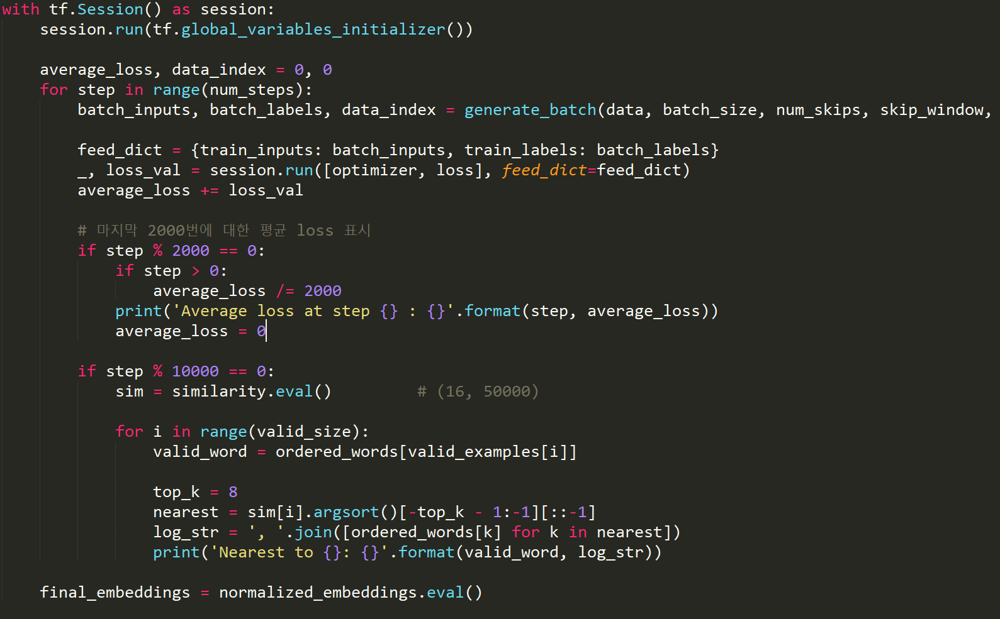 with tf.Session() as session:
    session.run(tf.global_variables_initializer())

    average_loss, data_index = 0, 0
    for step in range(num_steps):
        batch_inputs, batch_labels, data_index = generate_batch(data, batch_size, num_skips, skip_window,

        feed_dict = {train_inputs: batch_inputs, train_labels: batch_labels}
        _, loss_val = session.run([optimizer, loss], feed_dict=feed_dict)
        average_loss += loss_val

        # 마지막 2000번에 대한 평균 loss 표시
        if step % 2000 == 0:
            if step > 0:
                average_loss /= 2000
            print('Average loss at step {} : {}'.format(step, average_loss))
            average_loss = 0

        if step % 10000 == 0:
            sim = similarity.eval()         # (16, 50000)

            for i in range(valid_size):
                valid_word = ordered_words[valid_examples[i]]

                top_k = 8
                nearest = sim[i].argsort()[-top_k - 1:-1][::-1]
                log_str = ', '.join([ordered_words[k] for k in nearest])
                print('Nearest to {}: {}'.format(valid_word, log_str))

    final_embeddings = normalized_embeddings.eval()